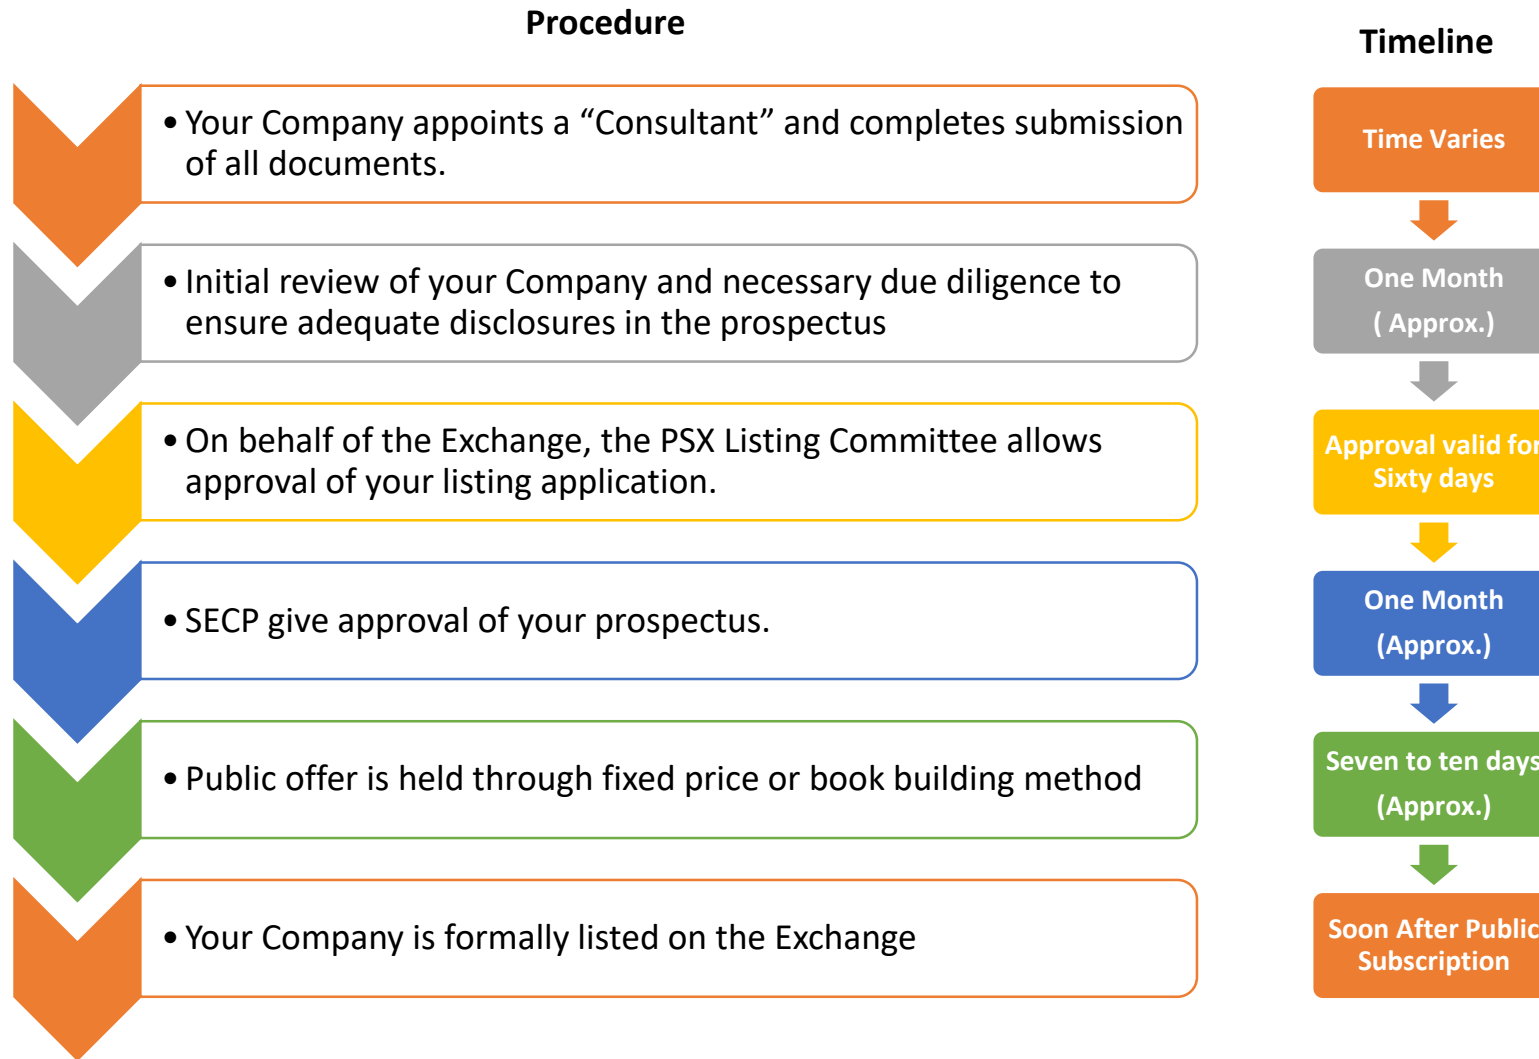 Procedure
Timeline
• Your Company appoints a “Consultant” and completes submission
of all documents.
Time Varies
• Initial review of your Company and necessary due diligence to
ensure adequate disclosures in the prospectus
One Month
( Approx.)
• On behalf of the Exchange, the PSX Listing Committee allows
approval of your listing application.
Approval valid for
Sixty days
• SECP give approval of your prospectus.
One Month
(Approx.)
• Public offer is held through fixed price or book building method
Seven to ten days
(Approx.)
• Your Company is formally listed on the Exchange
Soon After Public
Subscription